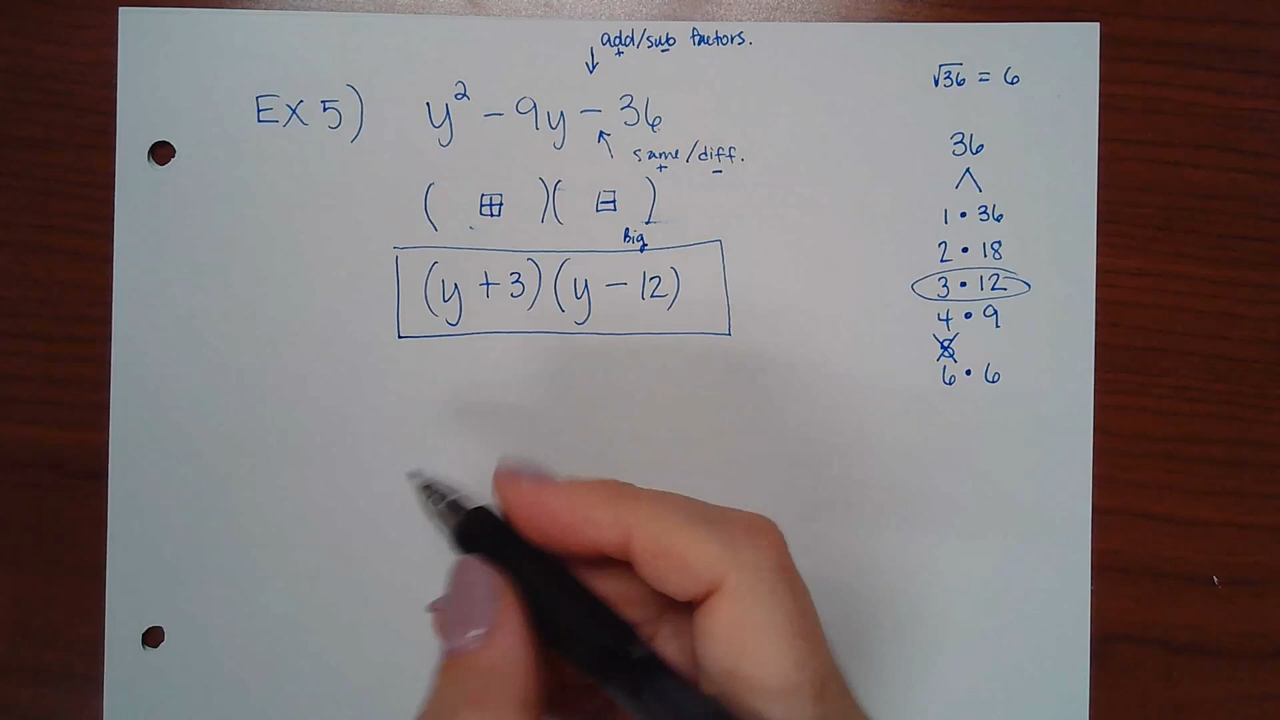 add/sub factors.
+ -
Ex 5) y² - 9y - 36
same/diff.
+ -
( + )( - )
Big
(y + 3)(y - 12)
√36 = 6
36
1 • 36
2 • 18
3 • 12
4 • 9
5
6 • 6